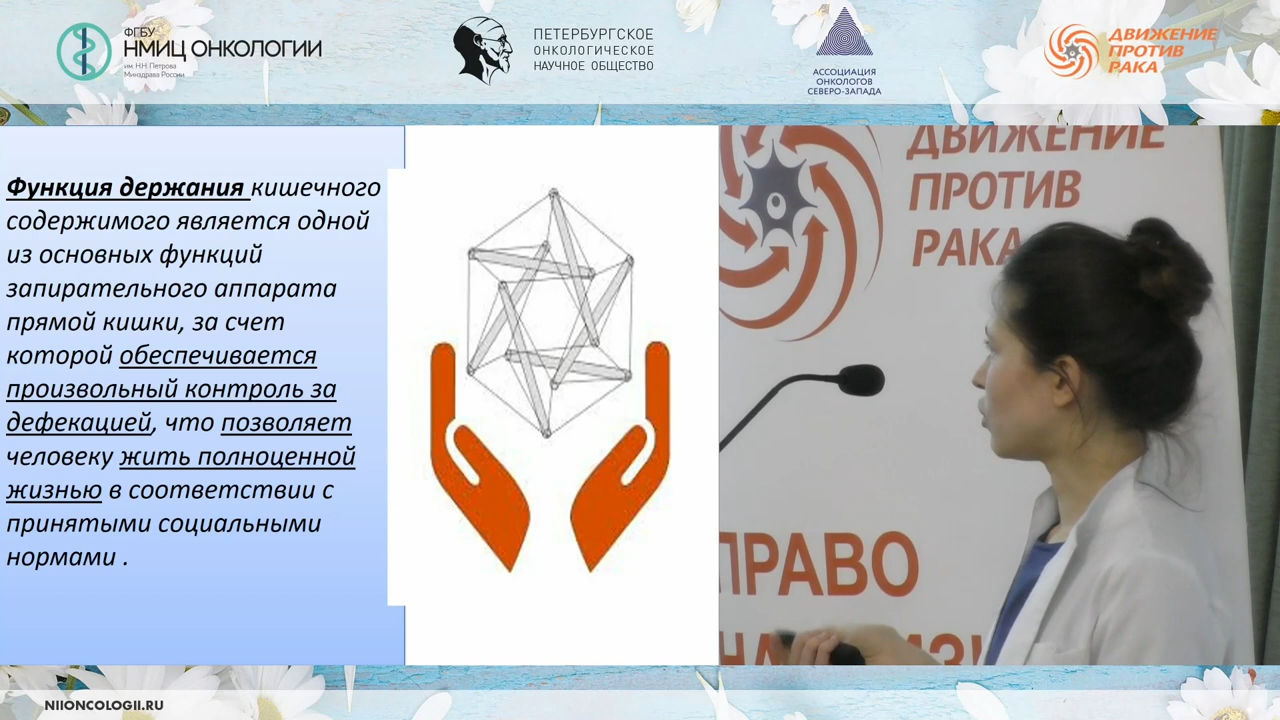 ФГБУ
НМИЦ ОНКОЛОГИИ
им. Н.Н. Петрова
Минздрава России
ПЕТЕРБУРГСКОЕ
ОНКОЛОГИЧЕСКОЕ
НАУЧНОЕ ОБЩЕСТВО
АССОЦИАЦИЯ
ОНКОЛОГОВ
СЕВЕРО-ЗАПАДА
ДВИЖЕНИЕ
ПРОТИВ
РАКА
Функция держания кишечного
содержимого является одной
из основных функций
запирательного аппарата
прямой кишки, за счет
которой обеспечивается
произвольный контроль за
дефекацией, что позволяет
человеку жить полноценной
жизнью в соответствии с
принятыми социальными
нормами .
ДВИЖЕНИЕ
ПРОТИВ
РАКА
ПРАВО
NIIONCOLOGII.RU